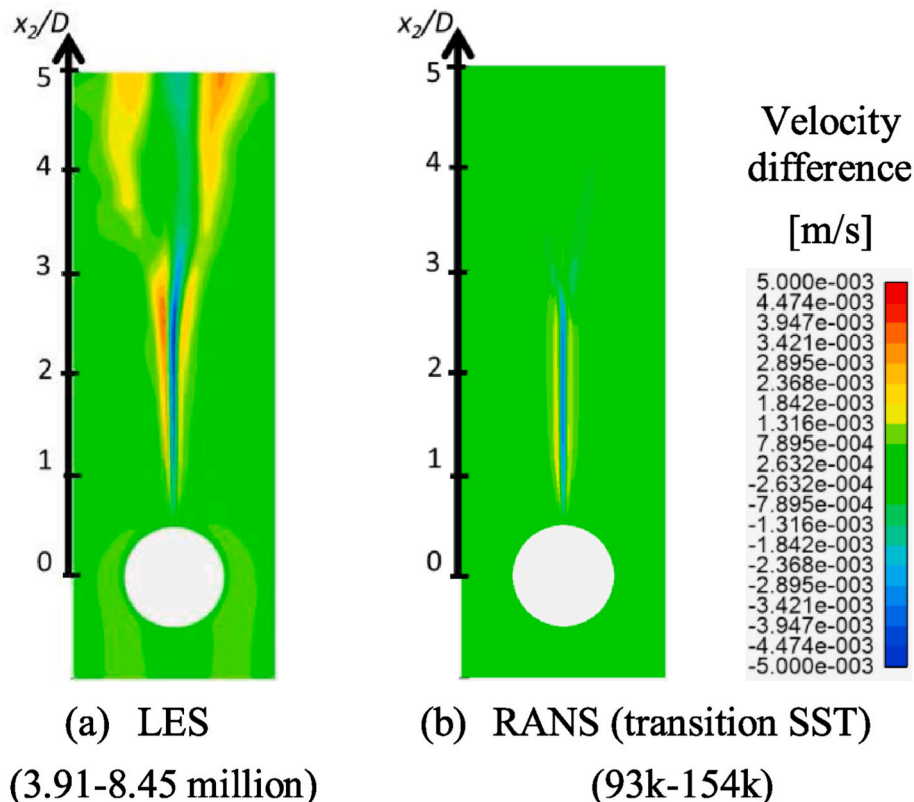 x₂/D
5
4
3
2
1
0
x₂/D
5
4
3
2
1
0
Velocity
difference
[m/s]
5.000e-003
4.474e-003
3.947e-003
3.421e-003
2.895e-003
2.368e-003
1.842e-003
1.316e-003
7.895e-004
2.632e-004
-2.632e-004
-7.895e-004
-1.316e-003
-1.842e-003
-2.368e-003
-2.895e-003
-3.421e-003
-3.947e-003
-4.474e-003
-5.000e-003
(a) LES
(3.91-8.45 million)
(b) RANS (transition SST)
(93k-154k)